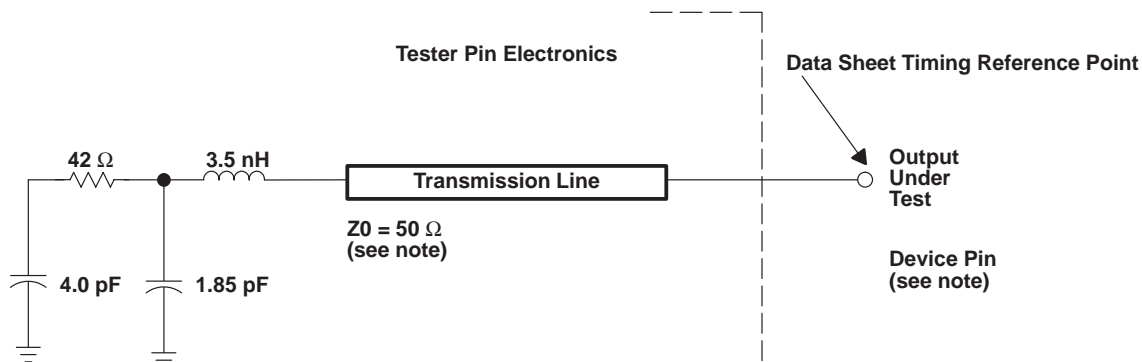 Tester Pin Electronics
Data Sheet Timing Reference Point
42 Ω
3.5 nH
Transmission Line
Output
Under
Test
Z0 = 50 Ω
(see note)
Device Pin
(see note)
4.0 pF
1.85 pF